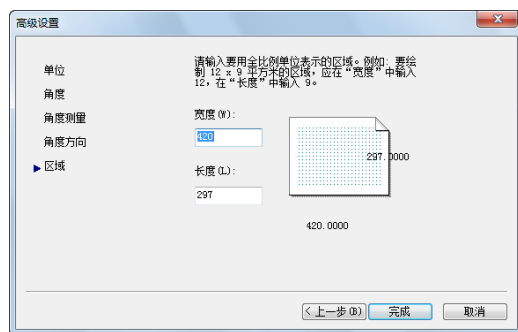 高级设置
单位
角度
角度测量
角度方向
区域
请输入要用全比例单位表示的区域。例如: 要绘
制 12 x 9 平方米的区域，应在“宽度”中输入
12，在“长度”中输入 9。
宽度(W):
420
长度(L):
297
297.0000
420.0000
< 上一步(B)
完成
取消